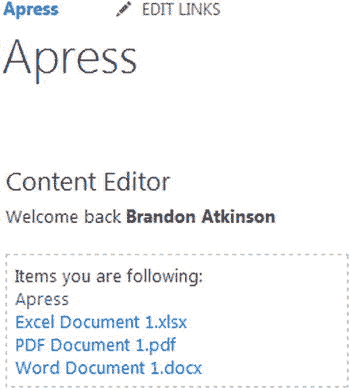 Apress EDIT LINKS
Apress
Content Editor
Welcome back Brandon Atkinson
Items you are following:
Apress
Excel Document 1.xlsx
PDF Document 1.pdf
Word Document 1.docx